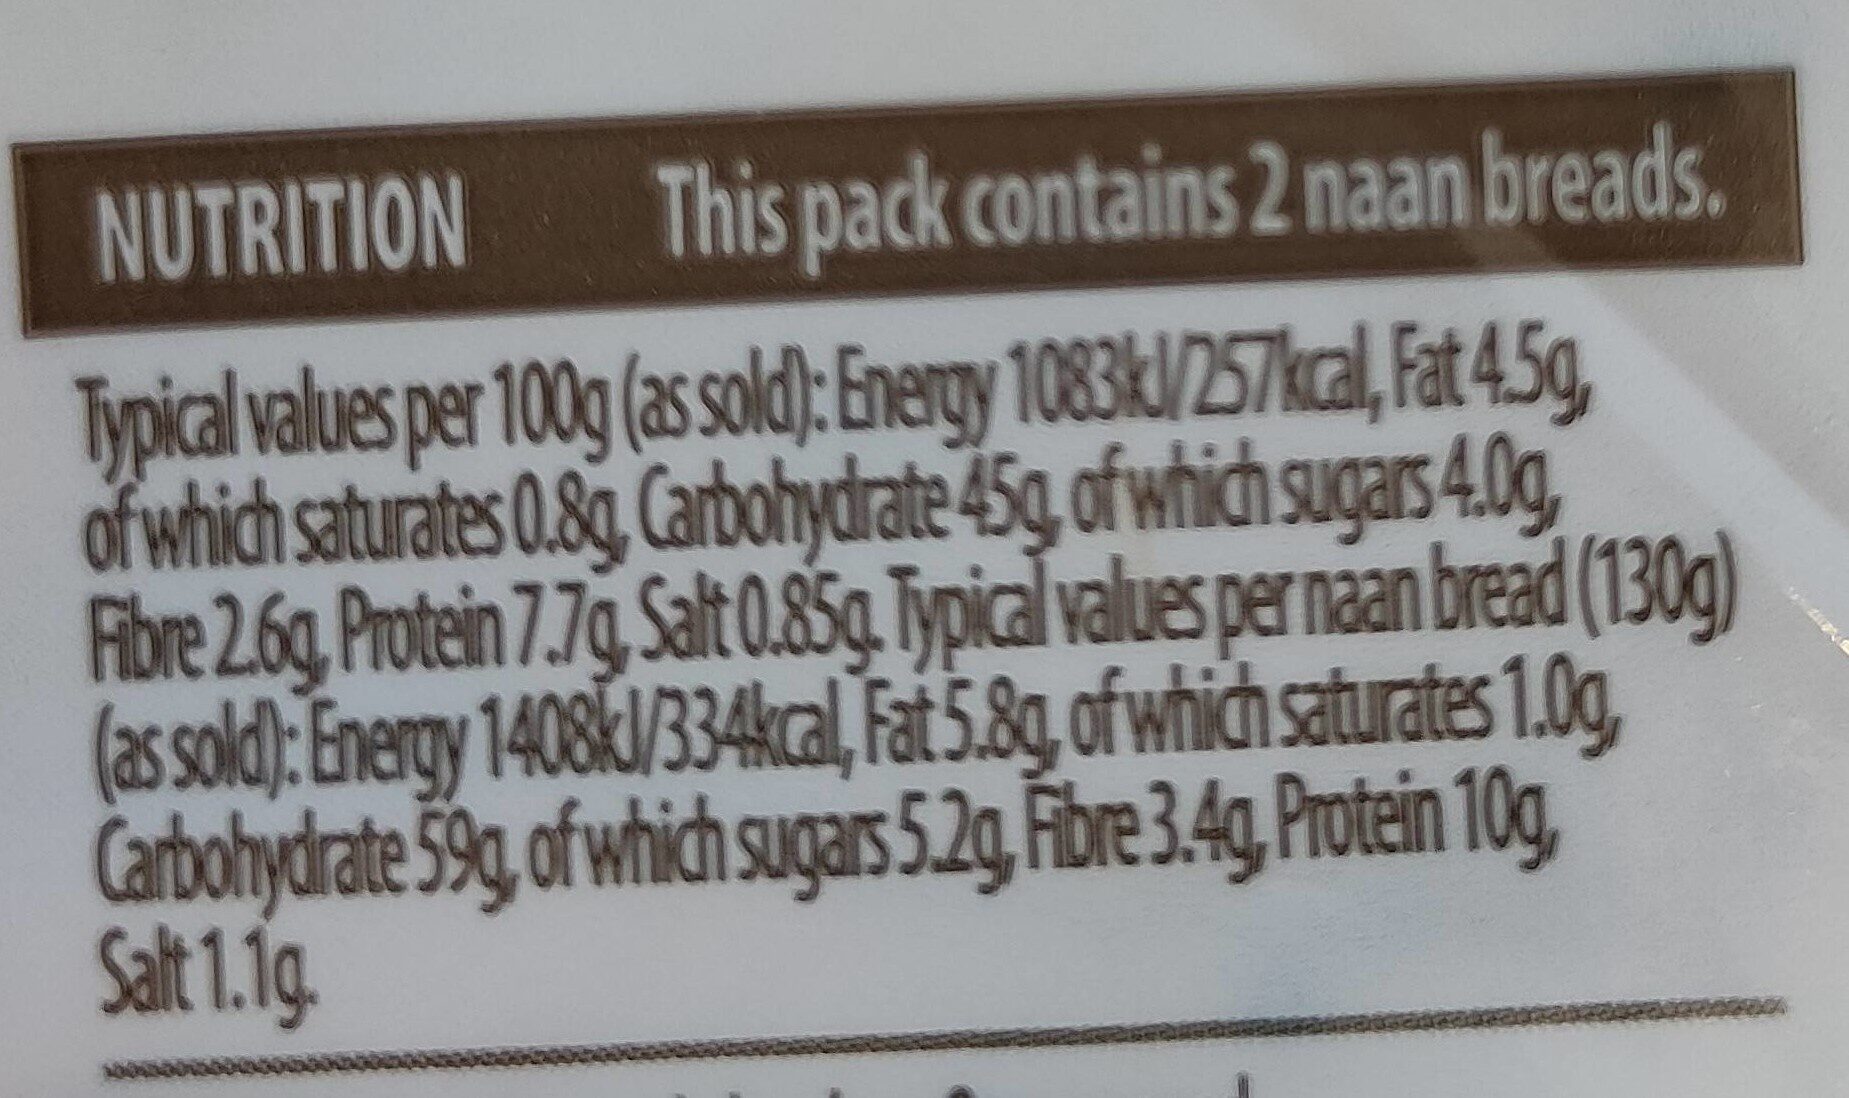 NUTRITION This pack contains 2 naan breads.
Typical values per 100g (as sold): Energy 1083kJ/257kcal, Fat 4.5g,
of which saturates 0.8g, Carbohydrate 45g, of which sugars 4.0g,
Fibre 2.6g, Protein 7.7g, Salt 0.85g. Typical values per naan bread (130g)
(as sold): Energy 1408kJ/334kcal, Fat 5.8g, of which saturates 1.0g,
Carbohydrate 59g, of which sugars 5.2g, Fibre 3.4g, Protein 10g,
Salt 1.1g.